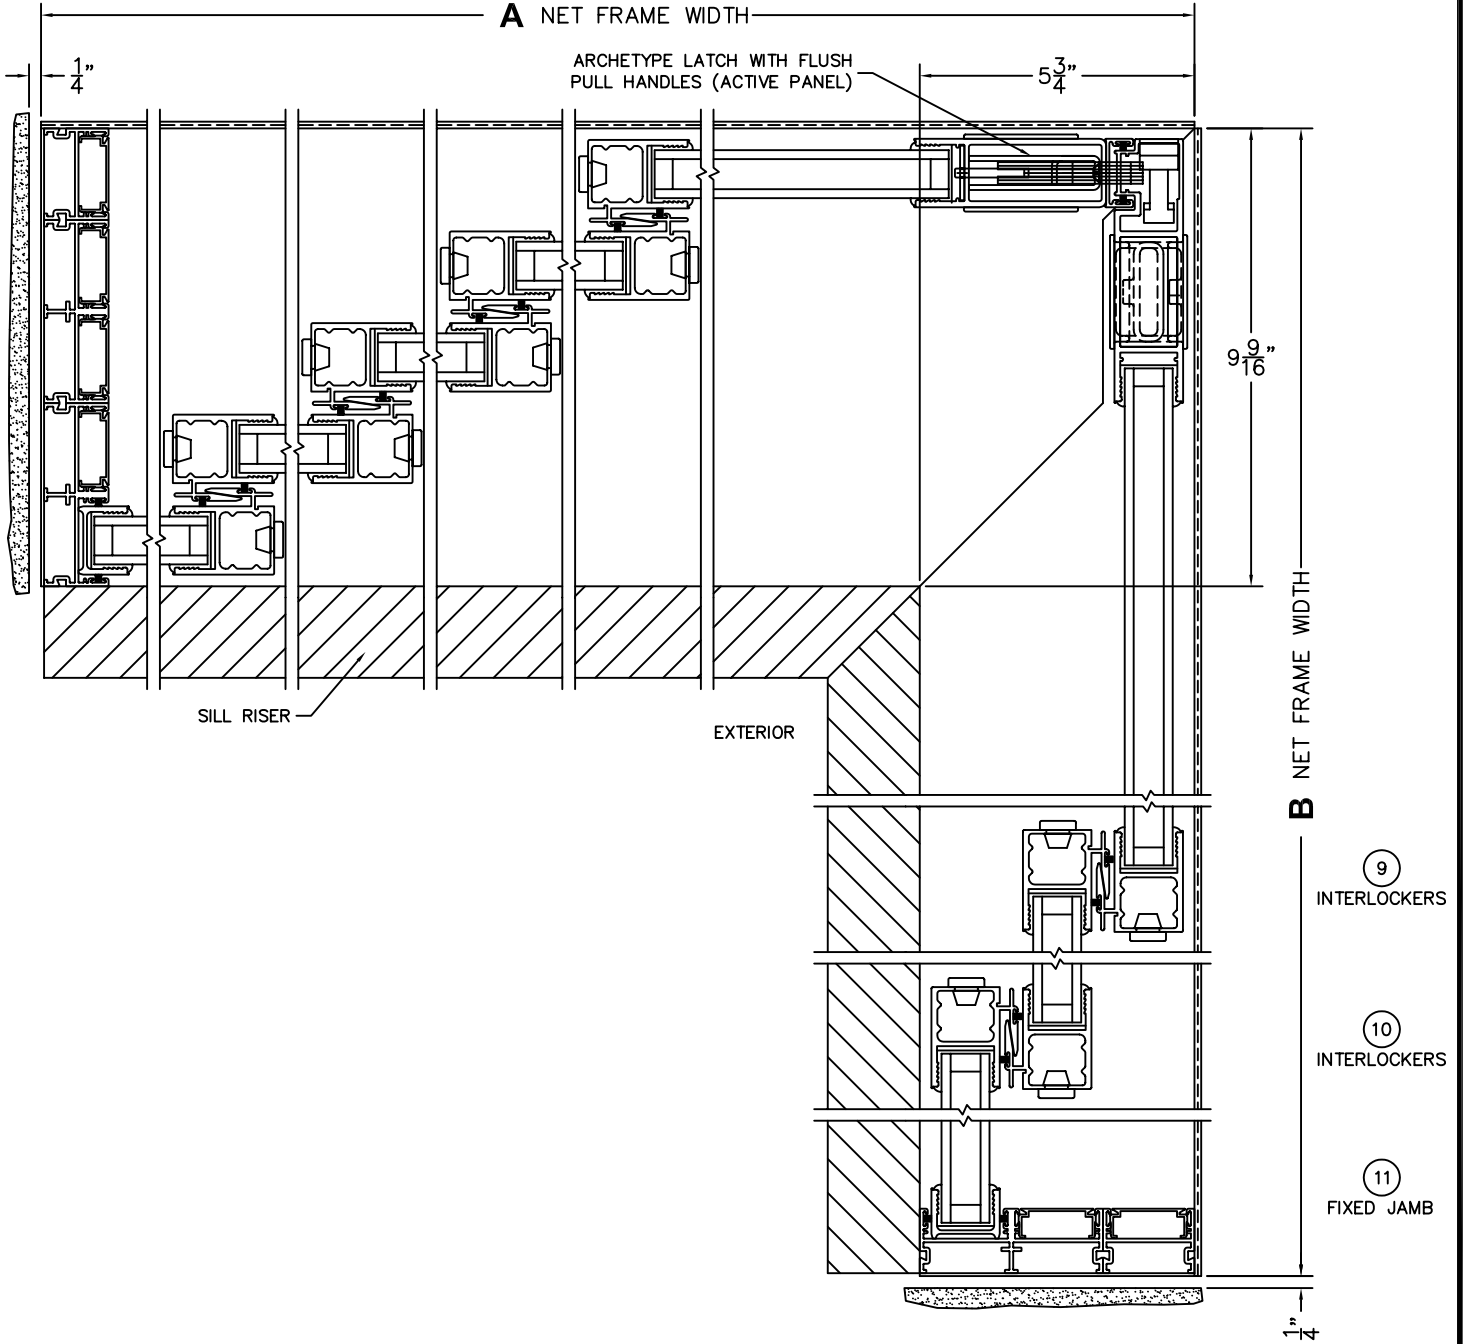 A NET FRAME WIDTH
1/4"
ARCHETYPE LATCH WITH FLUSH
PULL HANDLES (ACTIVE PANEL)
5 3/4"
9 9/16"
SILL RISER
EXTERIOR
B NET FRAME WIDTH
9
INTERLOCKERS
10
INTERLOCKERS
11
FIXED JAMB
1/4"